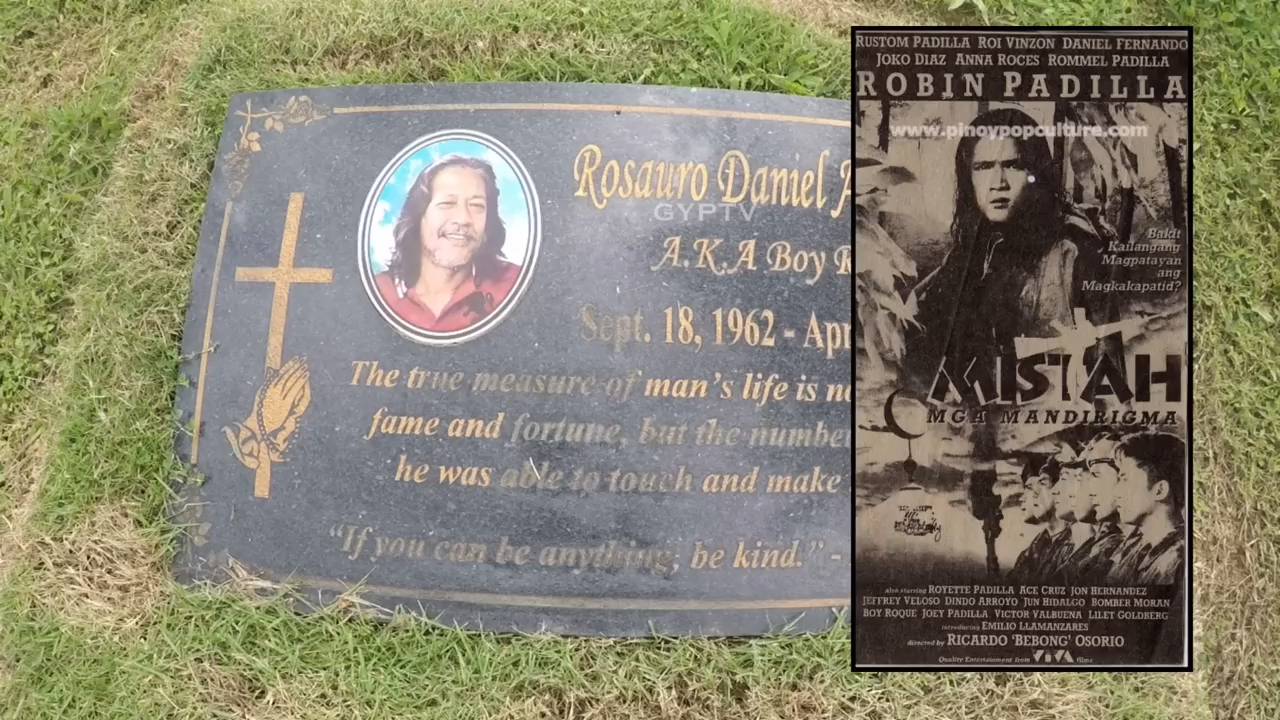 Rosauro Daniel
GYPTV
A.K.A Boy R
Sept. 18, 1962 - Apr
The true measure of man's life is no
fame and fortune, but the number
he was able to touch and make
"If you can be anything, be kind." -
RUSTOM PADILLA ROI VINZON DANIEL FERNANDO
JOKO DIAZ ANNA ROCES ROMMEL PADILLA
ROBIN PADILLA
www.pinoypopculture.com
Bakit
Kailangang
Magpatayan
ang
Magkakapatid?
MISTAH
MGA MANDIRIGMA
also starring ROYETTE PADILLA ACE CRUZ JON HERNANDEZ
JEFFREY VELOSO DINDO ARROYO JUN HIDALGO BOMBER MORAN
BOY ROQUE JOEY PADILLA VICTOR VALBUENA LILET GOLDBERG
introducing EMILIO LLAMANZARES
directed by RICARDO 'BEBONG' OSORIO
Quality Entertainment from VIVA films